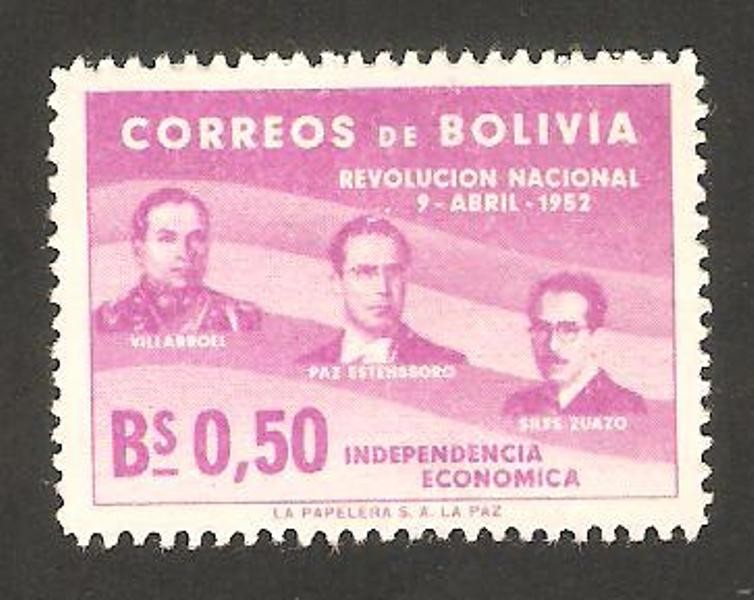 CORREOS DE BOLIVIA
REVOLUCION NACIONAL
9-ABRIL-1952
VILLARROEL
PAZ ESTENSSORO
SILES ZUAZO
Bs 0,50
INDEPENDENCIA
ECONOMICA
LA PAPELERA S. A. LA PAZ